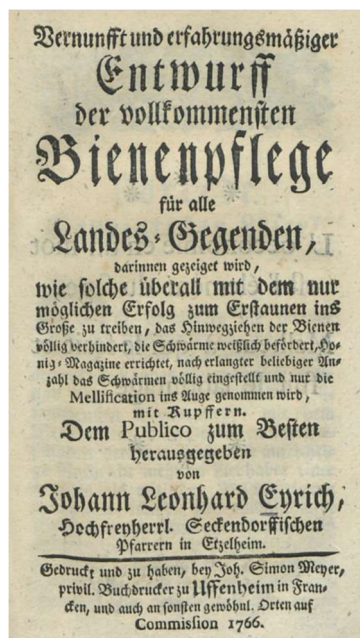 Vernunfft und erfahrungsmäßiger
Entwurff
der vollkommensten
Bienenpflege
für alle
Landes-Gegenden,
darinnen gezeiget wird,
wie solche überall mit dem nur
möglichen Erfolg zum Erstaunen ins
Große zu treiben, das Hinwegziehen der Bienen
völlig verhindert, die Schwärme weißlich befördert, Ho-
nig-Magazine errichtet, nach erlangter beliebiger An-
zahl das Schwärmen völlig eingestellt und nur die
Mellification ins Auge genommen wird,
mit Kupffern.
Dem Publico zum Besten
herausgegeben
von
Johann Leonhard Eyrich,
Hochfreyherrl. Seckendorffischen
Pfarrern in Etzelheim.
Gedruckt und zu haben, bey Joh. Simon Meyer,
privil. Buchdrucker zu Uffenheim in Fran-
cken, und auch an sonsten gewöhnl. Orten auf
Commission 1766.